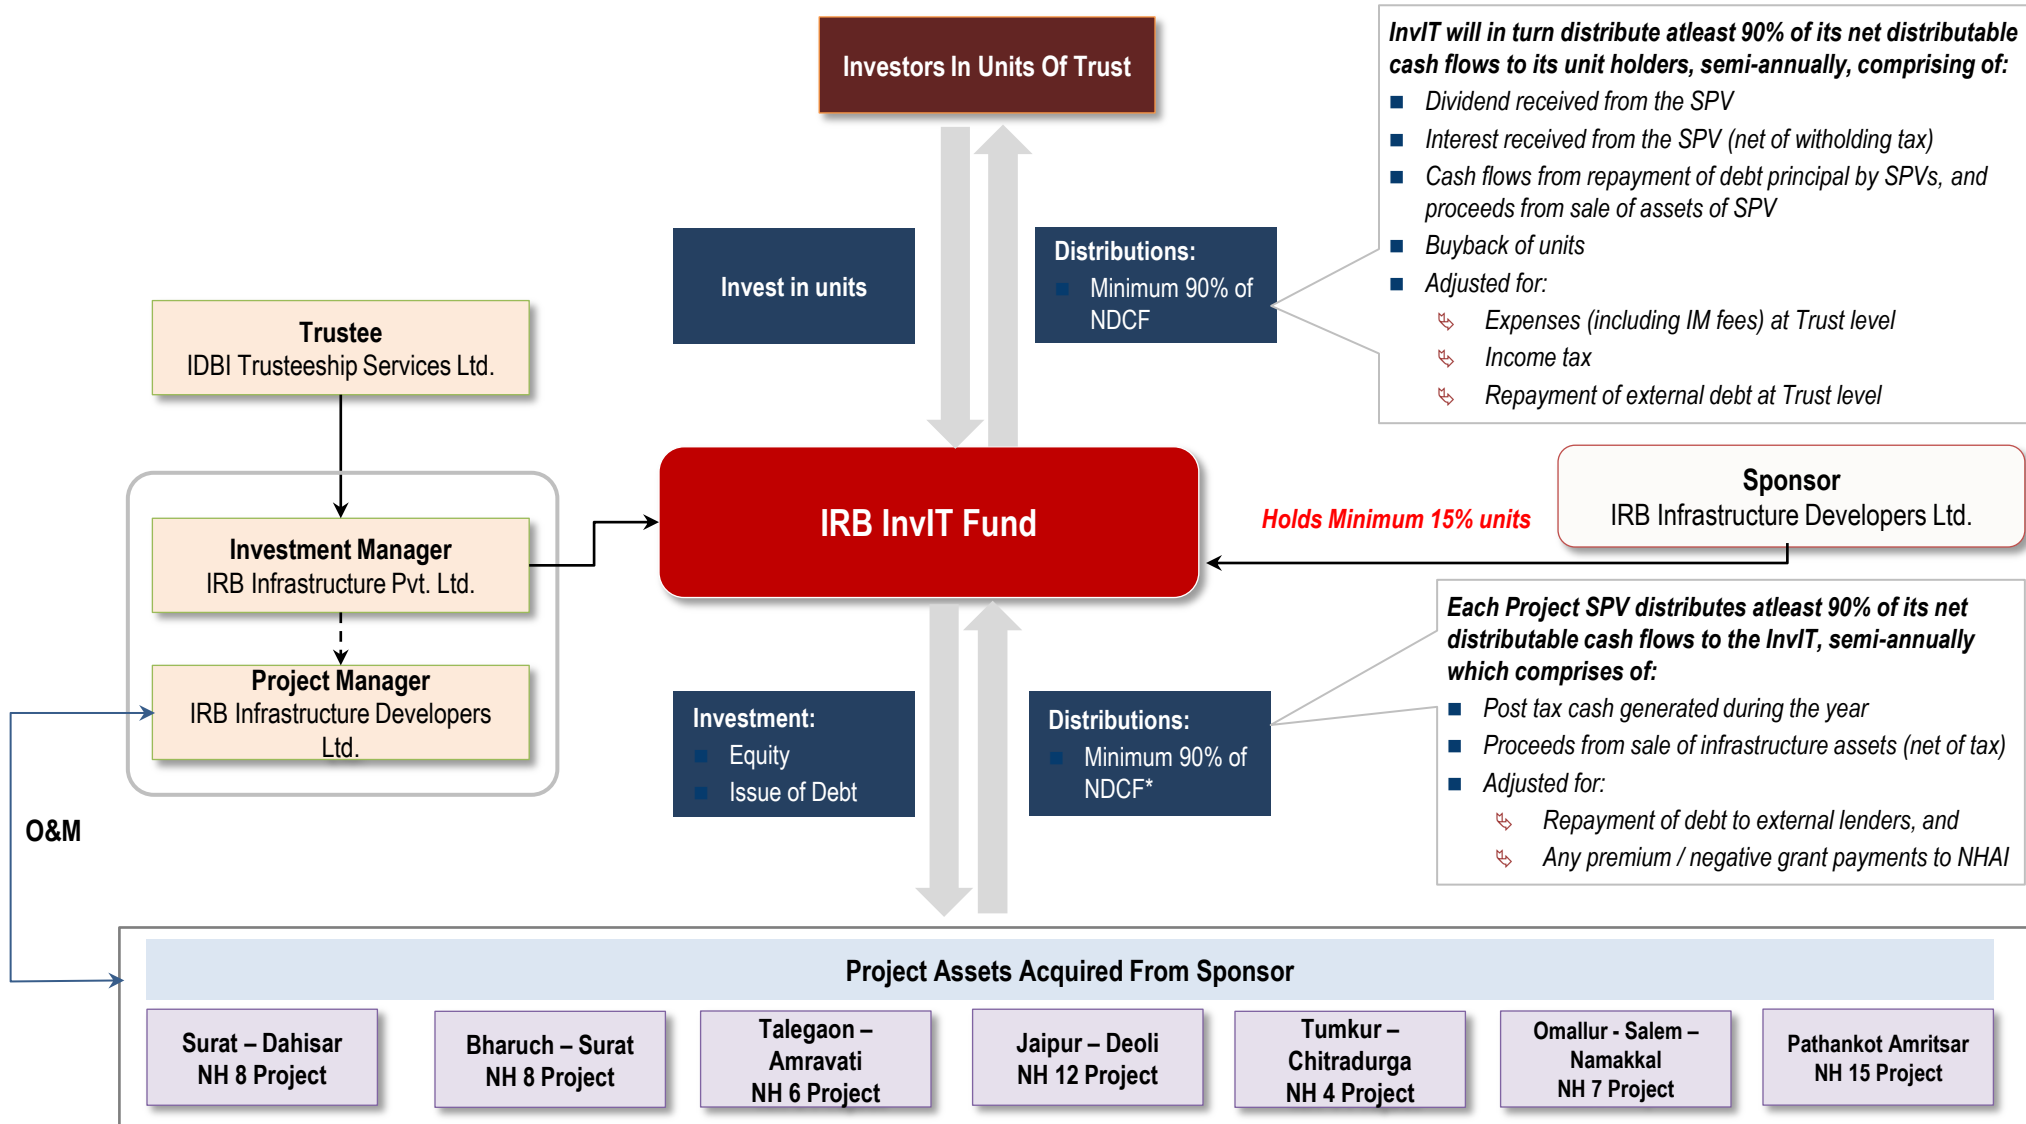 Investors In Units Of Trust
InvIT will in turn distribute atleast 90% of its net distributable
cash flows to its unit holders, semi-annually, comprising of:
Dividend received from the SPV
Interest received from the SPV (net of witholding tax)
Cash flows from repayment of debt principal by SPVs, and
proceeds from sale of assets of SPV
Buyback of units
Adjusted for:
Expenses (including IM fees) at Trust level
Income tax
Repayment of external debt at Trust level
Invest in units
Distributions:
Minimum 90% of
NDCF
Trustee
IDBI Trusteeship Services Ltd.
Investment Manager
IRB Infrastructure Pvt. Ltd.
Project Manager
IRB Infrastructure Developers
Ltd.
IRB InvIT Fund
Holds Minimum 15% units
Sponsor
IRB Infrastructure Developers Ltd.
Each Project SPV distributes atleast 90% of its net
distributable cash flows to the InvIT, semi-annually
which comprises of:
Post tax cash generated during the year
Proceeds from sale of infrastructure assets (net of tax)
Adjusted for:
Repayment of debt to external lenders, and
Any premium / negative grant payments to NHAI
Investment:
Equity
Issue of Debt
Distributions:
Minimum 90% of
NDCF*
O&M
Project Assets Acquired From Sponsor
Surat – Dahisar
NH 8 Project
Bharuch – Surat
NH 8 Project
Talegaon –
Amravati
NH 6 Project
Jaipur – Deoli
NH 12 Project
Tumkur –
Chitradurga
NH 4 Project
Omallur - Salem –
Namakkal
NH 7 Project
Pathankot Amritsar
NH 15 Project